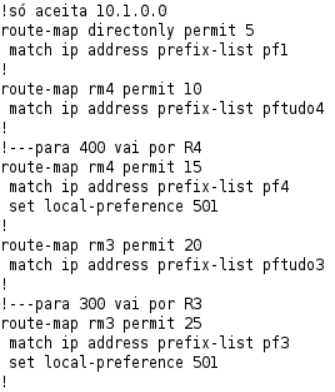 !só aceita 10.1.0.0
route-map directonly permit 5
 match ip address prefix-list pf1
!
route-map rm4 permit 10
 match ip address prefix-list pftudo4
!
!---para 400 vai por R4
route-map rm4 permit 15
 match ip address prefix-list pf4
 set local-preference 501
!
route-map rm3 permit 20
 match ip address prefix-list pftudo3
!
!---para 300 vai por R3
route-map rm3 permit 25
 match ip address prefix-list pf3
 set local-preference 501
!